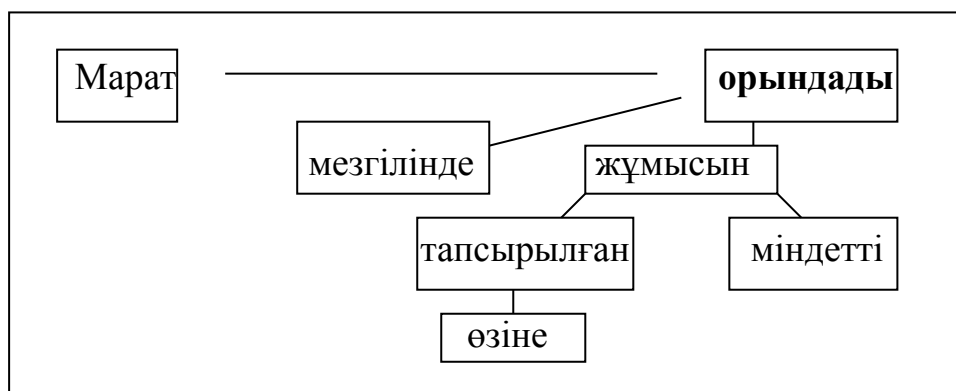 Марат орындады
мезгілінде жұмысын
тапсырылған міндетті
өзіне